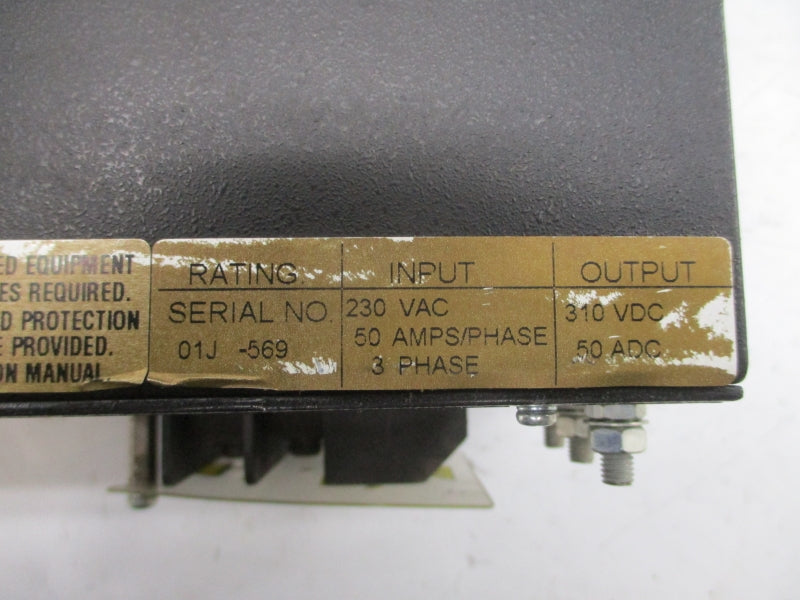 ED EQUIPMENT
ES REQUIRED.
D PROTECTION
E PROVIDED.
ON MANUAL
RATING
SERIAL NO.
01J -569
INPUT
230 VAC
50 AMPS/PHASE
3 PHASE
OUTPUT
310 VDC
50 ADC